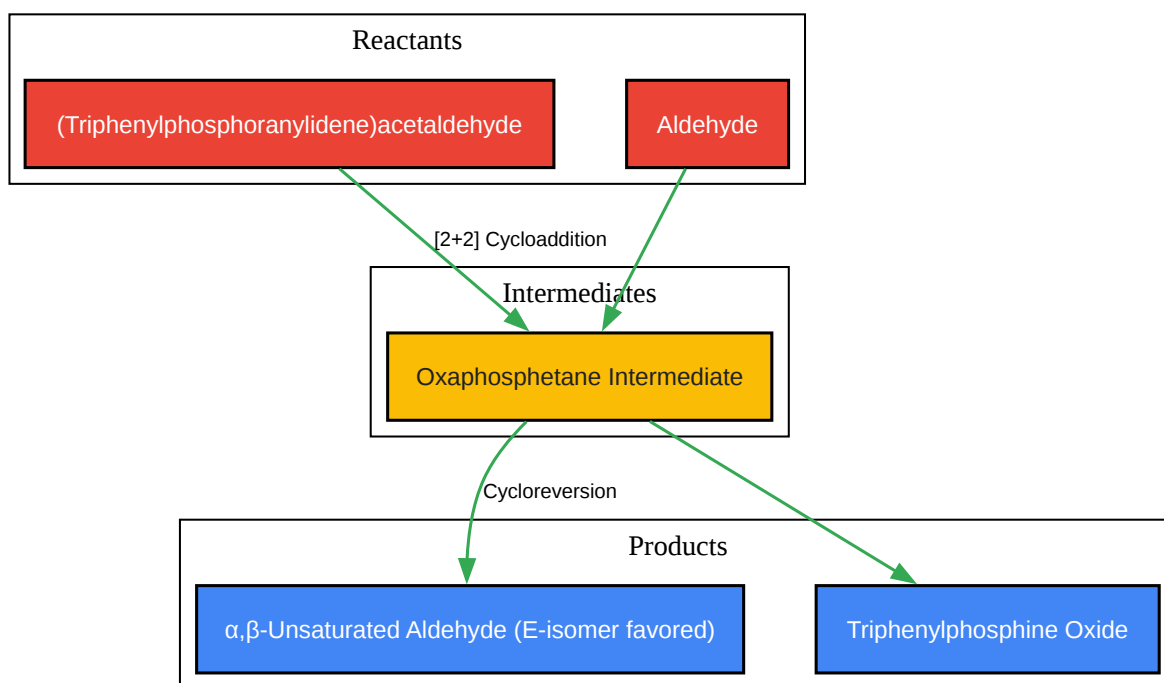 Reactants
(Triphenylphosphoranylidene)acetaldehyde
Aldehyde
[2+2] Cycloaddition
Intermediates
Oxaphosphetane Intermediate
Cycloreversion
Products
α,β-Unsaturated Aldehyde (E-isomer favored)
Triphenylphosphine Oxide